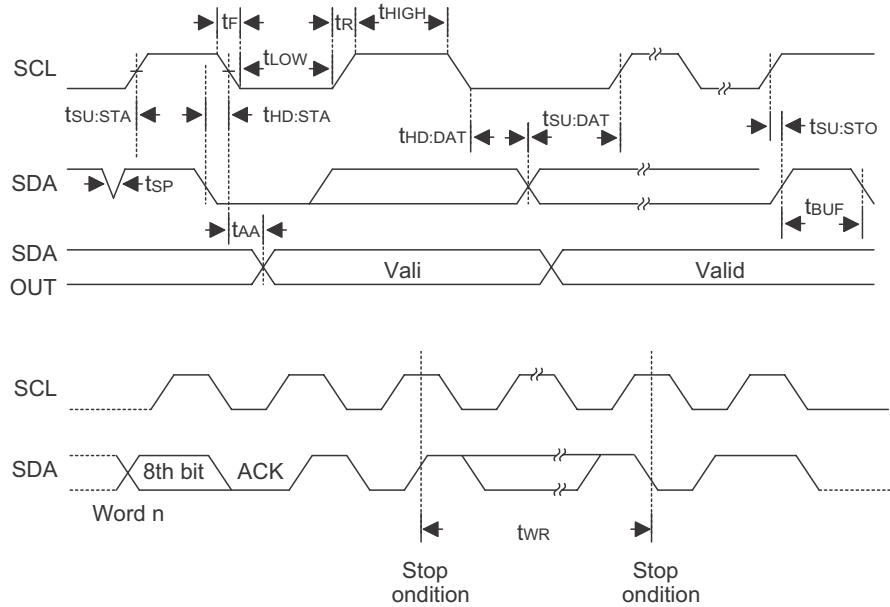 tF tR tHIGH
tLOW
SCL
tSU:STA tHD:STA tHD:DAT tSU:DAT tSU:STO
SDA tSP
tBUF
tAA
SDA
OUT
Vali Valid
SCL
SDA 8th bit ACK
Word n
tWR
Stop Stop
ondition ondition